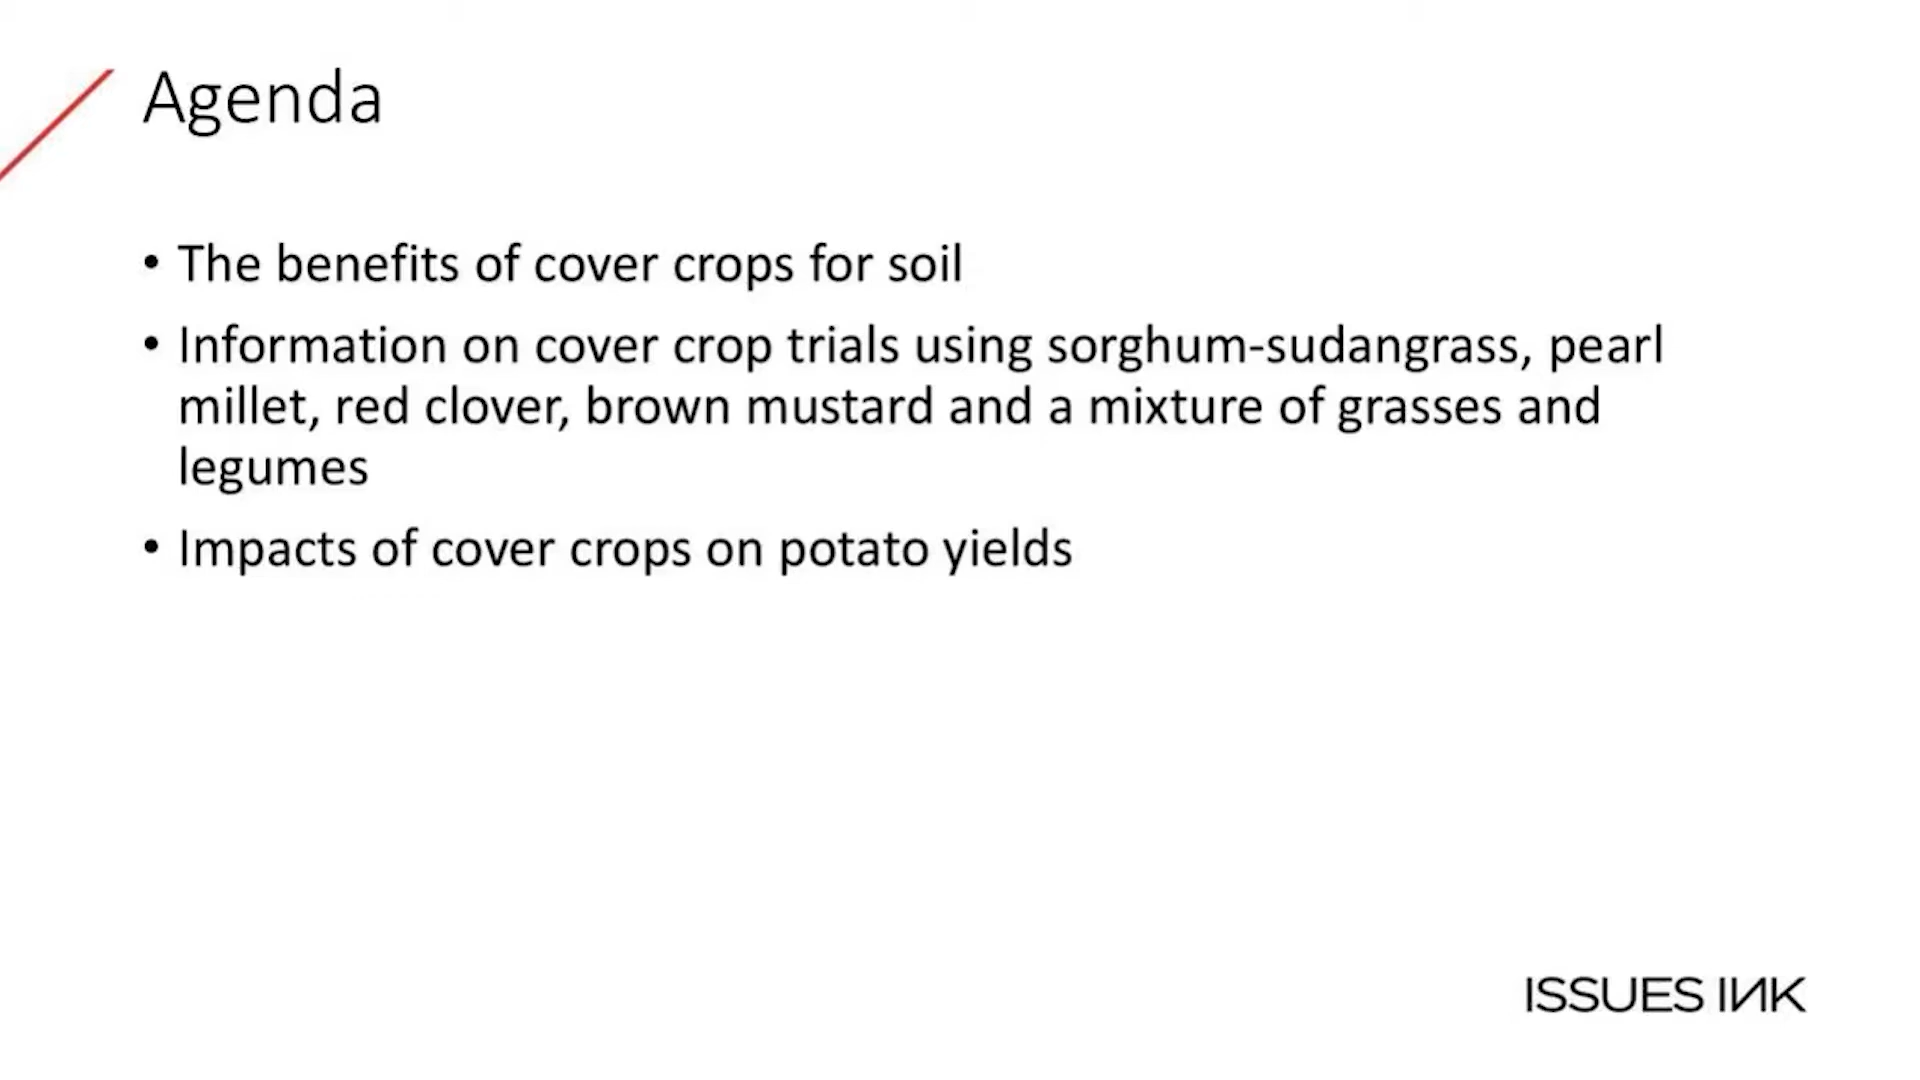 Agenda
• The benefits of cover crops for soil
• Information on cover crop trials using sorghum-sudangrass, pearl
millet, red clover, brown mustard and a mixture of grasses and
legumes
• Impacts of cover crops on potato yields
ISSUES INK